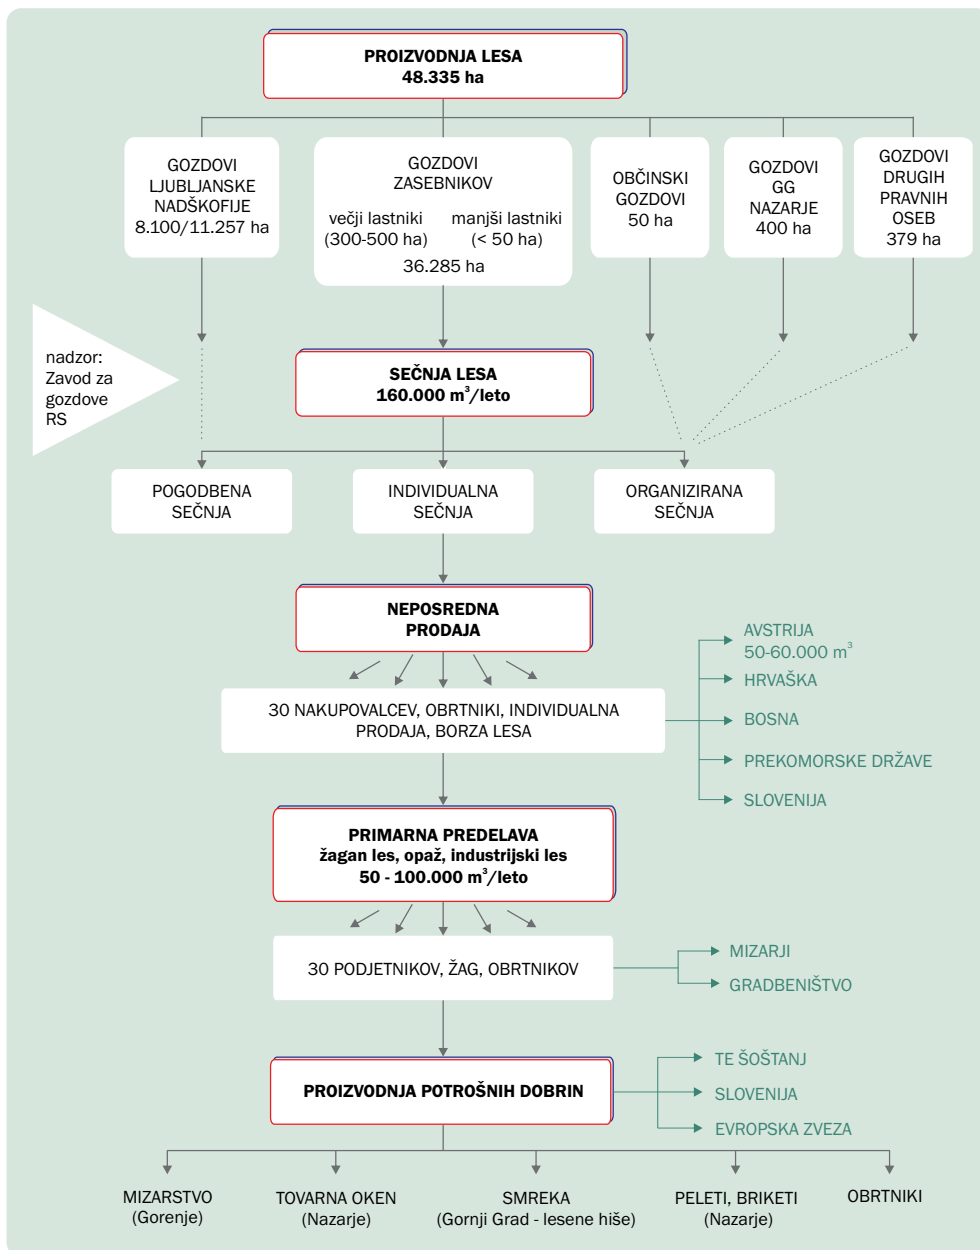 PROIZVODNJA LESA
48.335 ha
GOZDOVI
LJUBLJANSKE
NADŠKOFIJE
8.100/11.257 ha
GOZDOVI
ZASEBNIKOV
večji lastniki
(300-500 ha)
manjši lastniki
(< 50 ha)
36.285 ha
OBČINSKI
GOZDOVI
50 ha
GOZDOVI
GG
NAZARJE
400 ha
GOZDOVI
DRUGIH
PRAVNIH
OSEB
379 ha
nadzor:
Zavod za
gozdove
RS
SEČNJA LESA
160.000 m³/leto
POGODBENA
SEČNJA
INDIVIDUALNA
SEČNJA
ORGANIZIRANA
SEČNJA
NEPOSREDNA
PRODAJA
30 NAKUPOVALCEV, OBRTNIKI, INDIVIDUALNA
PRODAJA, BORZA LESA
AVSTRIJA
50-60.000 m³
HRVAŠKA
BOSNA
PREKOMORSKE DRŽAVE
SLOVENIJA
PRIMARNA PREDELAVA
žagan les, opaž, industrijski les
50 - 100.000 m³/leto
30 PODJETNIKOV, ŽAG, OBRTNIKOV
MIZARJI
GRADBENIŠTVO
PROIZVODNJA POTROŠNIH DOBRIN
TE ŠOŠTANJ
SLOVENIJA
EVROPSKA ZVEZA
MIZARSTVO
(Gorenje)
TOVARNA OKEN
(Nazarje)
SMREKA
(Gornji Grad - lesene hiše)
PELETI, BRIKETI
(Nazarje)
OBRTNIKI